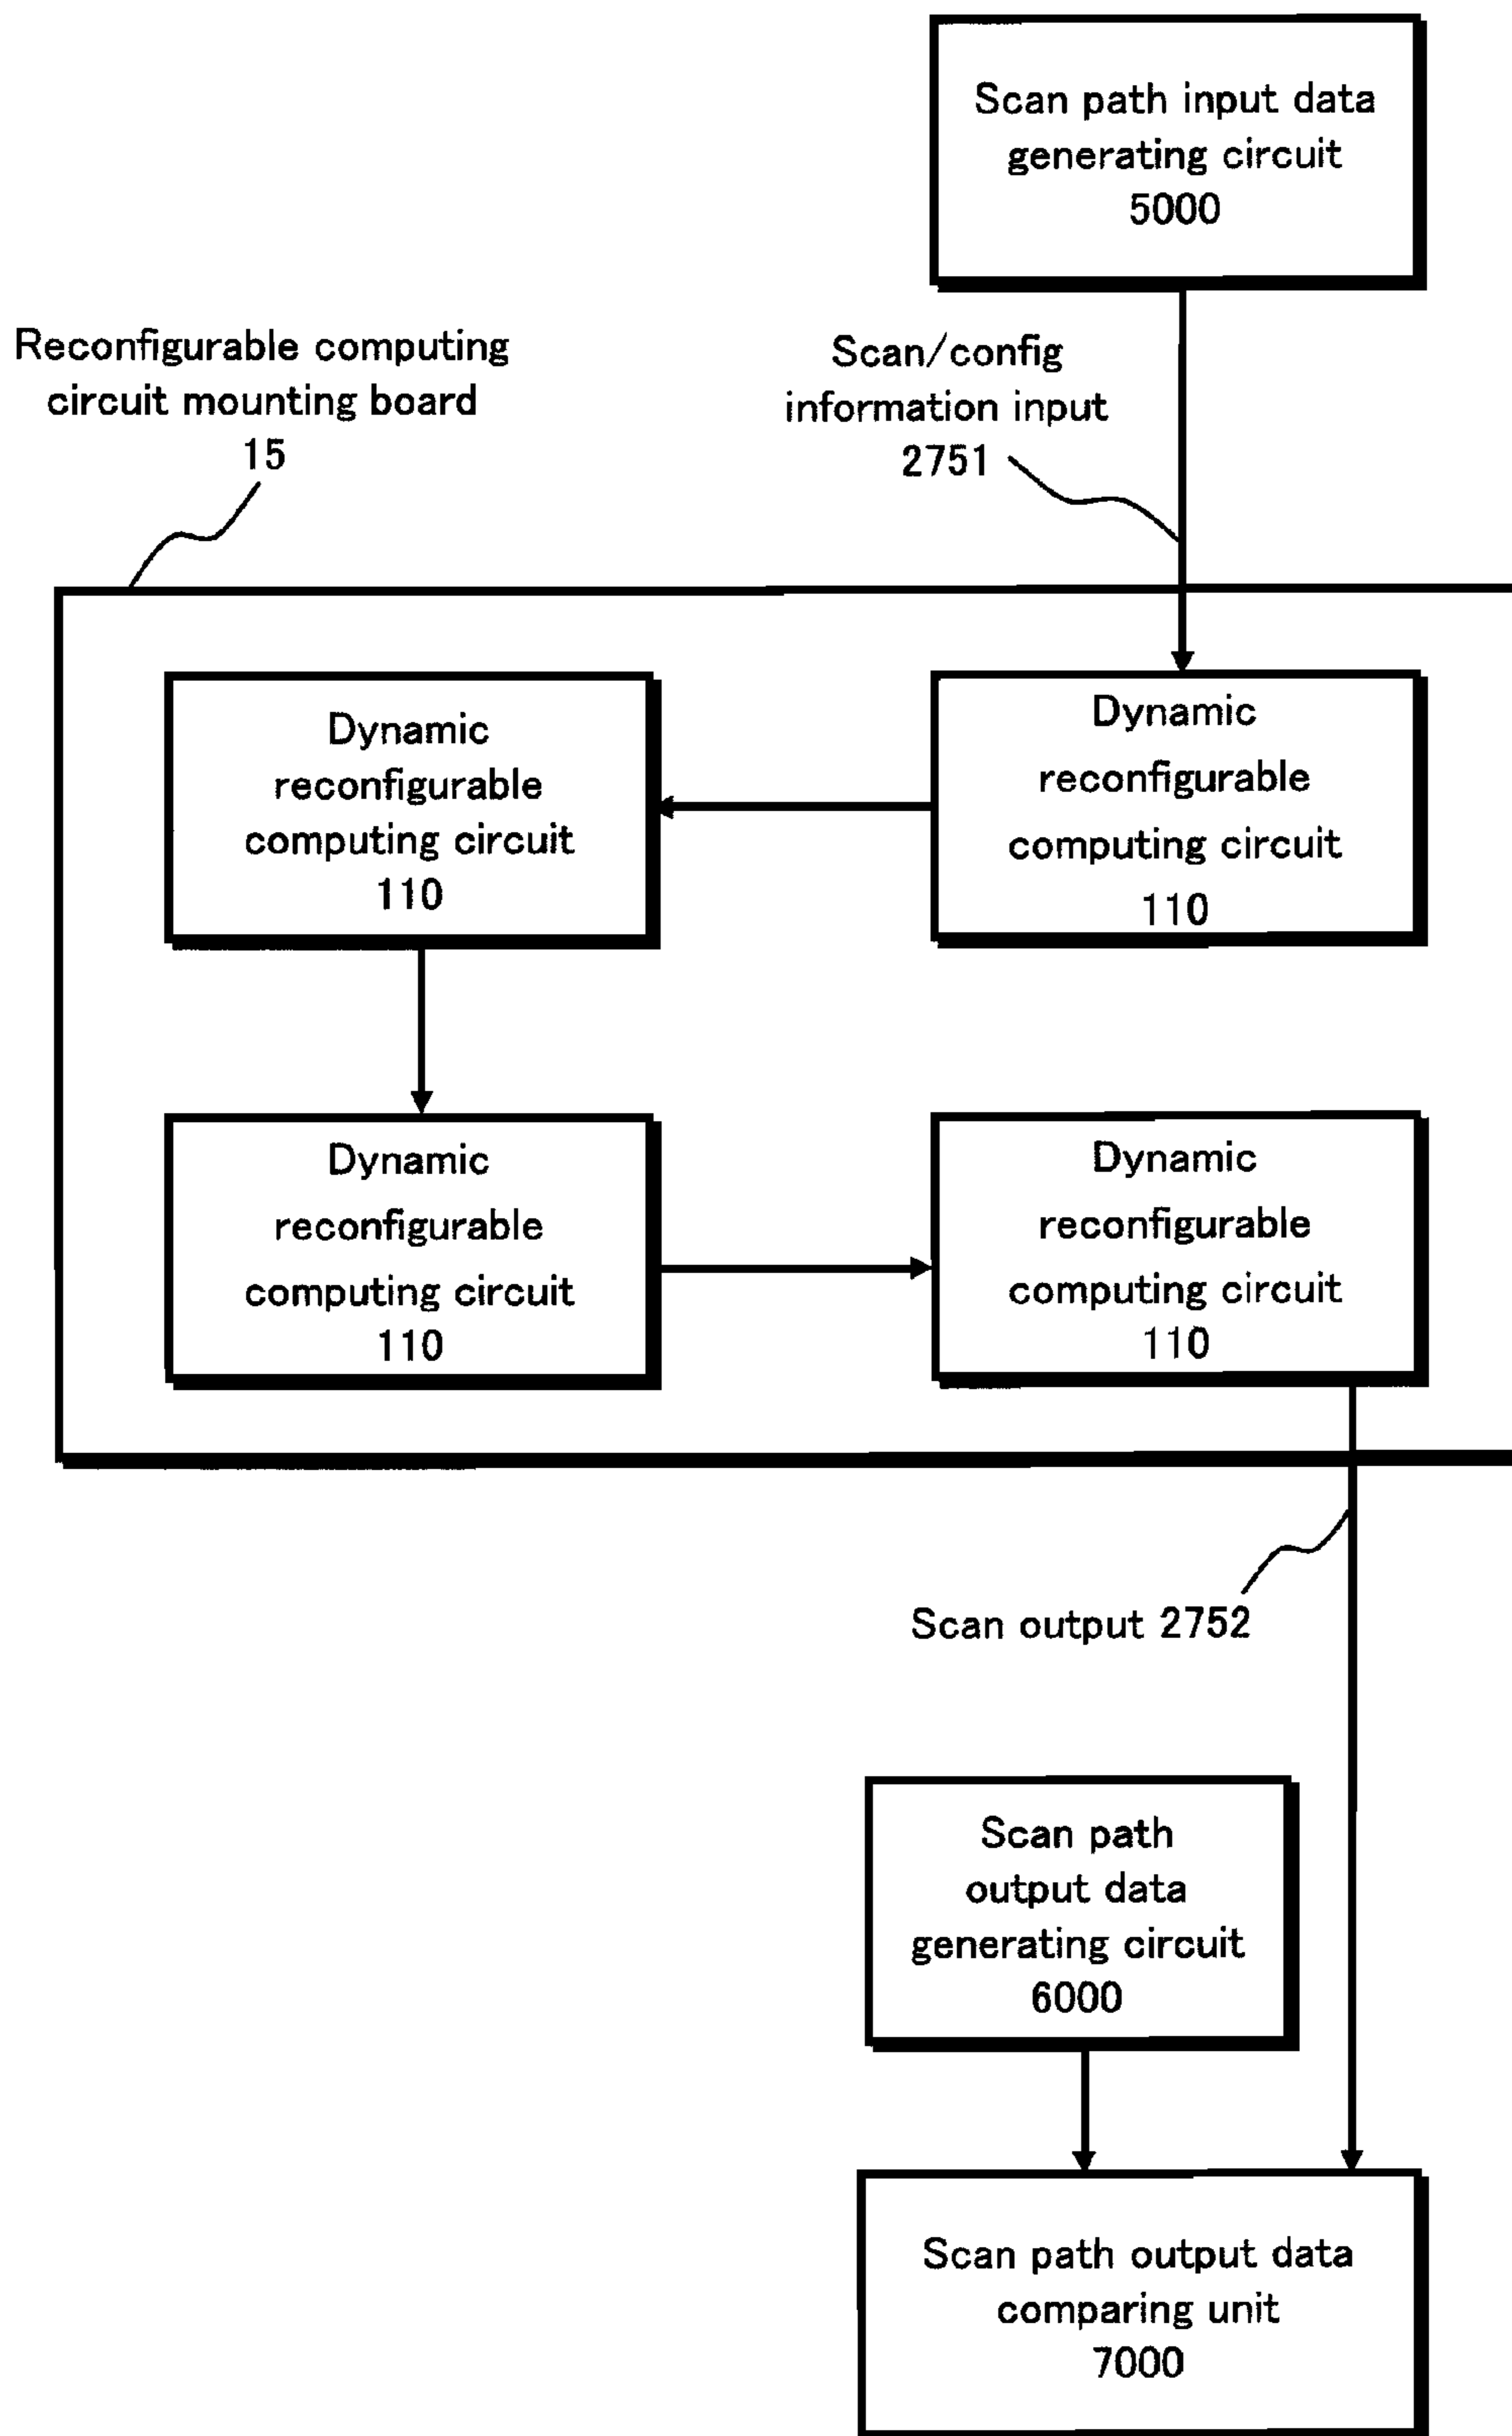 Scan path input data
generating circuit
5000
Reconfigurable computing
circuit mounting board
15
Scan/config
information input
2751
Dynamic
reconfigurable
computing circuit
110
Dynamic
reconfigurable
computing circuit
110
Dynamic
reconfigurable
computing circuit
110
Dynamic
reconfigurable
computing circuit
110
Scan output 2752
Scan path
output data
generating circuit
6000
Scan path output data
comparing unit
7000